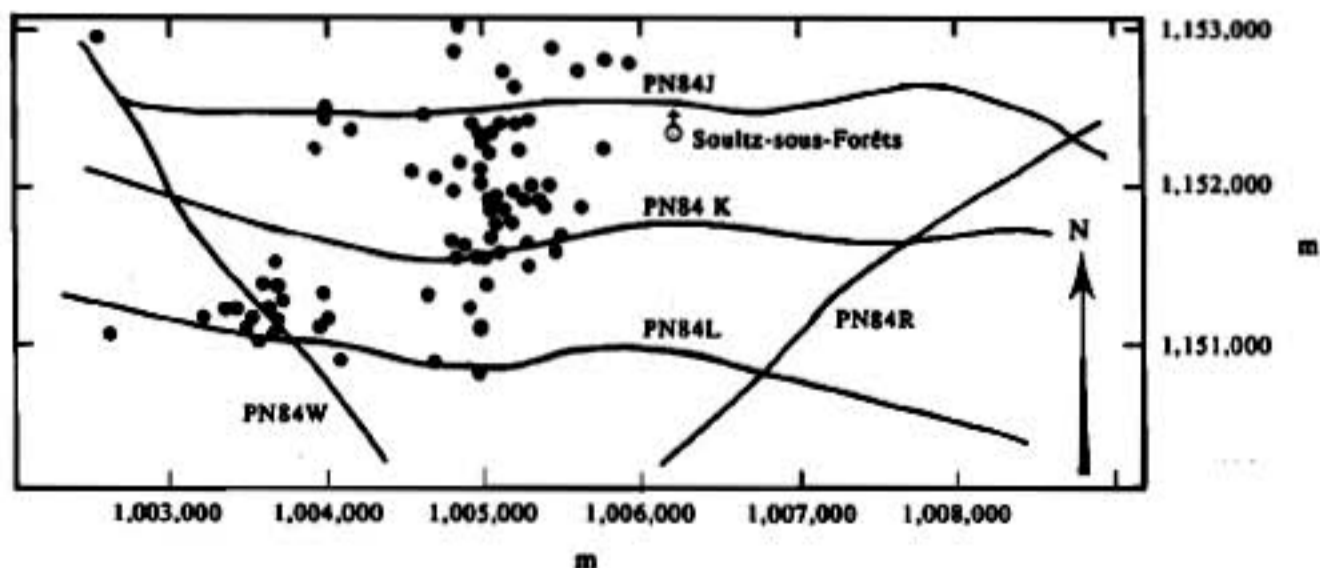 1,153,000
PN84J
Soultz-sous-Forêts
1,152,000
PN84 K
N
m
PN84R
PN84L
1,151,000
PN84W
1,003,000 1,004,000 1,005,000 1,006,000 1,007,000 1,008,000
m